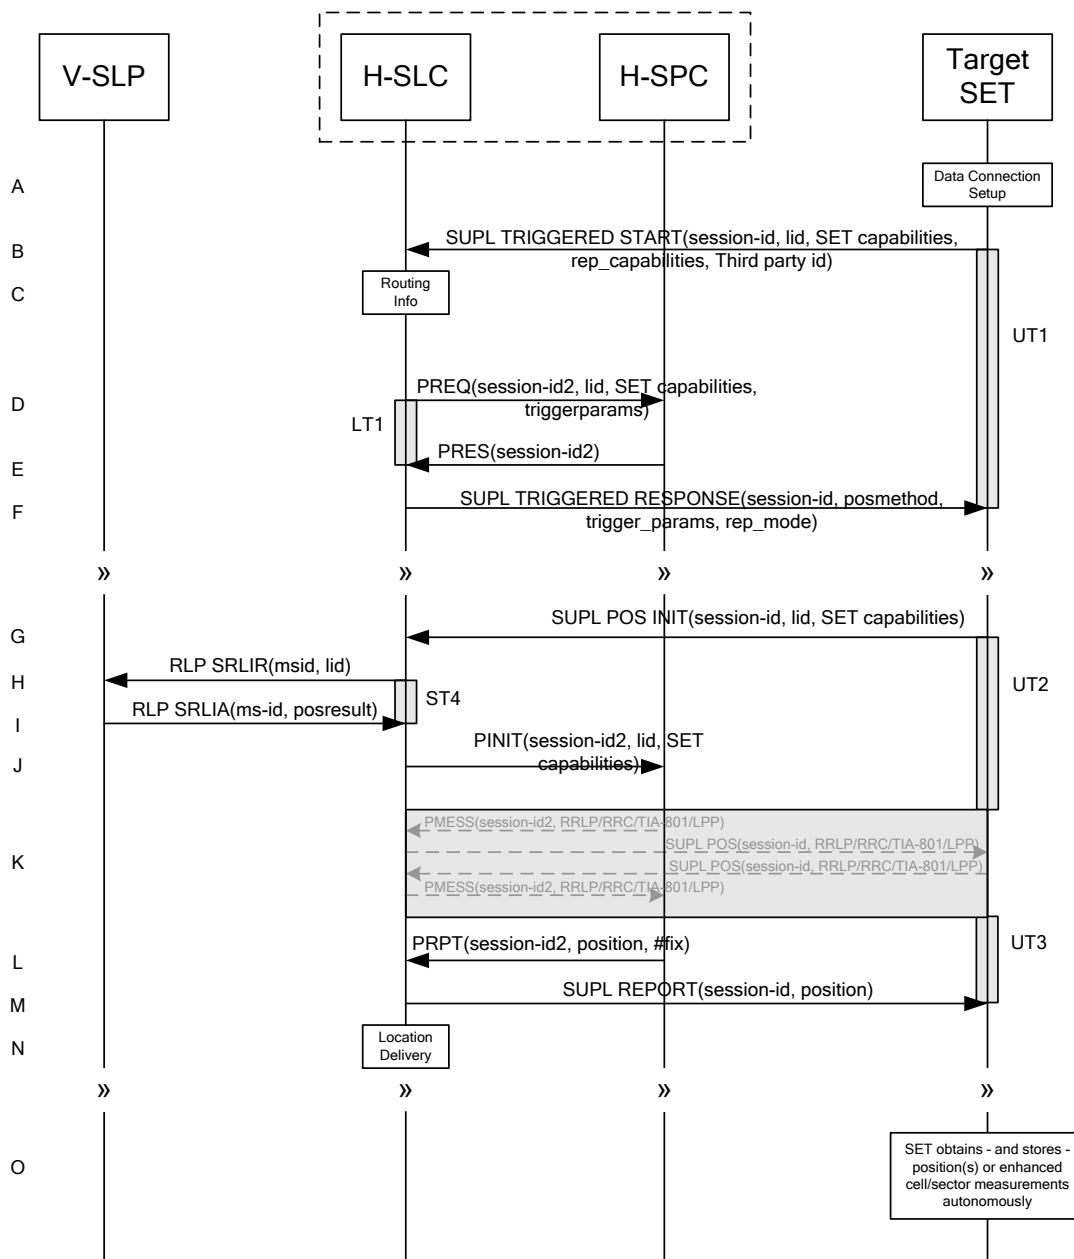 V-SLP
H-SLC
H-SPC
Target
SET
A
Data Connection
Setup
B
SUPL TRIGGERED START(session-id, lid, SET capabilities,
rep_capabilities, Third party id)
C
Routing
Info
UT1
D
PREQ(session-id2, lid, SET capabilities,
triggerparams)
LT1
E
PRES(session-id2)
F
SUPL TRIGGERED RESPONSE(session-id, posmethod,
trigger_params, rep_mode)
» » » »
G
SUPL POS INIT(session-id, lid, SET capabilities)
H
RLP SRLIR(msid, lid)
ST4
UT2
I
RLP SRLIA(ms-id, posresult)
J
PINIT(session-id2, lid, SET
capabilities)
K
PMESS(session-id2, RRLP/RRC/TIA-801/LPP)
SUPL POS(session-id, RRLP/RRC/TIA-801/LPP)
SUPL POS(session-id, RRLP/RRC/TIA-801/LPP)
PMESS(session-id2, RRLP/RRC/TIA-801/LPP)
L
PRPT(session-id2, position, #fix)
UT3
M
SUPL REPORT(session-id, position)
N
Location
Delivery
» » » »
O
SET obtains - and stores -
position(s) or enhanced
cell/sector measurements
autonomously